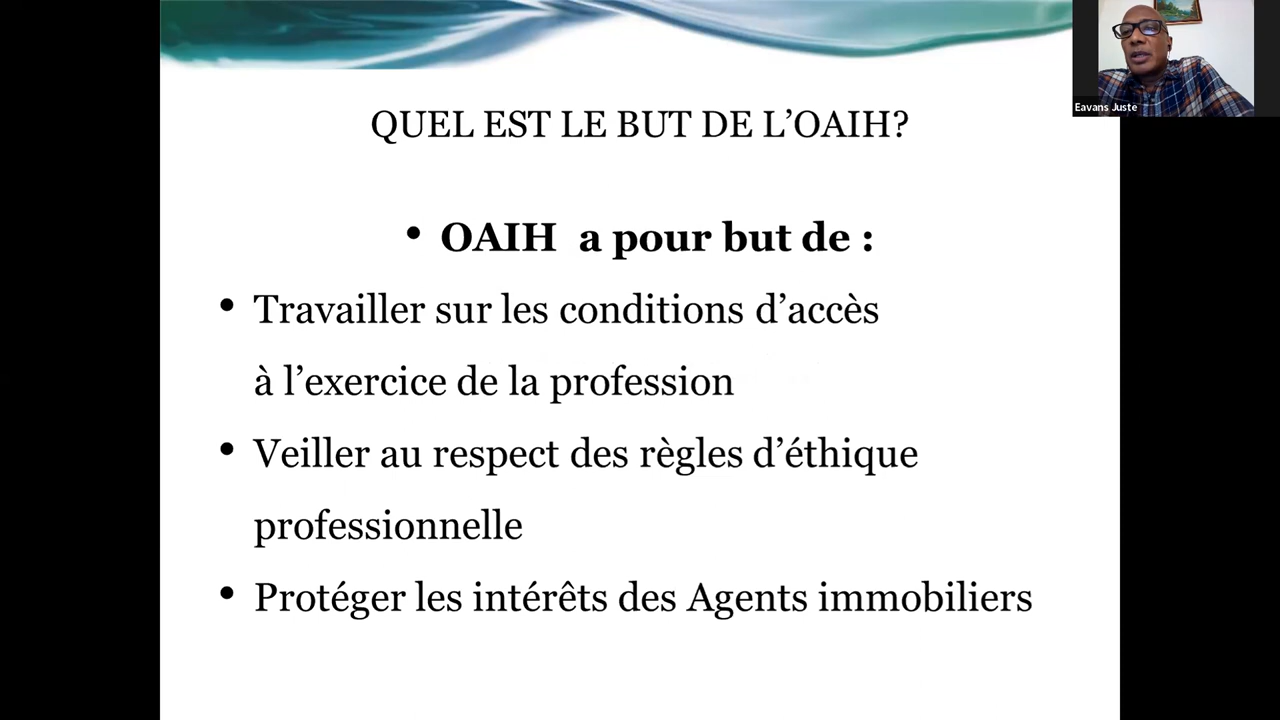 QUEL EST LE BUT DE L’OAIH?
• OAIH a pour but de :
• Travailler sur les conditions d’accès
à l’exercice de la profession
• Veiller au respect des règles d’éthique
professionnelle
• Protéger les intérêts des Agents immobiliers
Eavans Juste